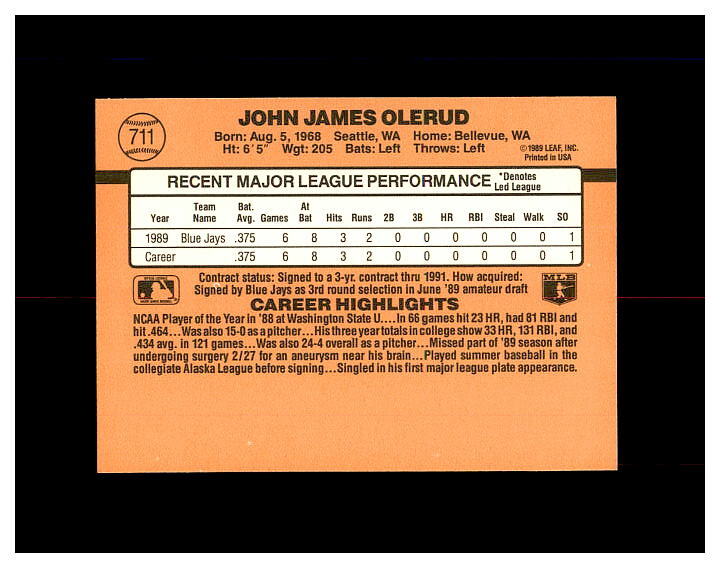 711
JOHN JAMES OLERUD
Born: Aug. 5, 1968 Seattle, WA Home: Bellevue, WA
Ht: 6'5" Wgt: 205 Bats: Left Throws: Left
©1989 LEAF, INC.
Printed in USA
RECENT MAJOR LEAGUE PERFORMANCE *Denotes Led League
Year Team Name Bat. Avg. Games At Bat Hits Runs 2B 3B HR RBI Steal Walk SO
1989 Blue Jays .375 6 8 3 2 0 0 0 0 0 0 1
Career .375 6 8 3 2 0 0 0 0 0 0 1
Contract status: Signed to a 3-yr. contract thru 1991. How acquired:
Signed by Blue Jays as 3rd round selection in June '89 amateur draft
MLB
CAREER HIGHLIGHTS
NCAA Player of the Year in '88 at Washington State U....In 66 games hit 23 HR, had 81 RBI and
hit .464...Was also 15-0 as a pitcher...His three year totals in college show 33 HR, 131 RBI, and
.434 avg. in 121 games...Was also 24-4 overall as a pitcher...Missed part of '89 season after
undergoing surgery 2/27 for an aneurysm near his brain...Played summer baseball in the
collegiate Alaska League before signing...Singled in his first major league plate appearance.